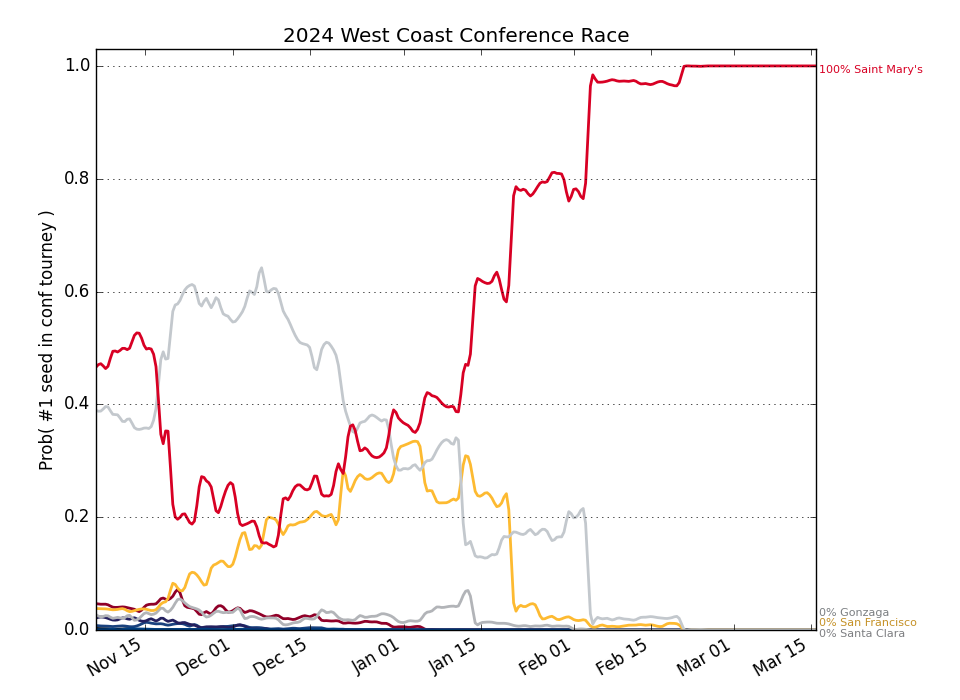 2024 West Coast Conference Race
Prob( #1 seed in conf tourney )
1.0
0.8
0.6
0.4
0.2
0.0
Nov 15
Dec 01
Dec 15
Jan 01
Jan 15
Feb 01
Feb 15
Mar 01
Mar 15
100% Saint Mary's
0% Gonzaga
0% San Francisco
0% Santa Clara